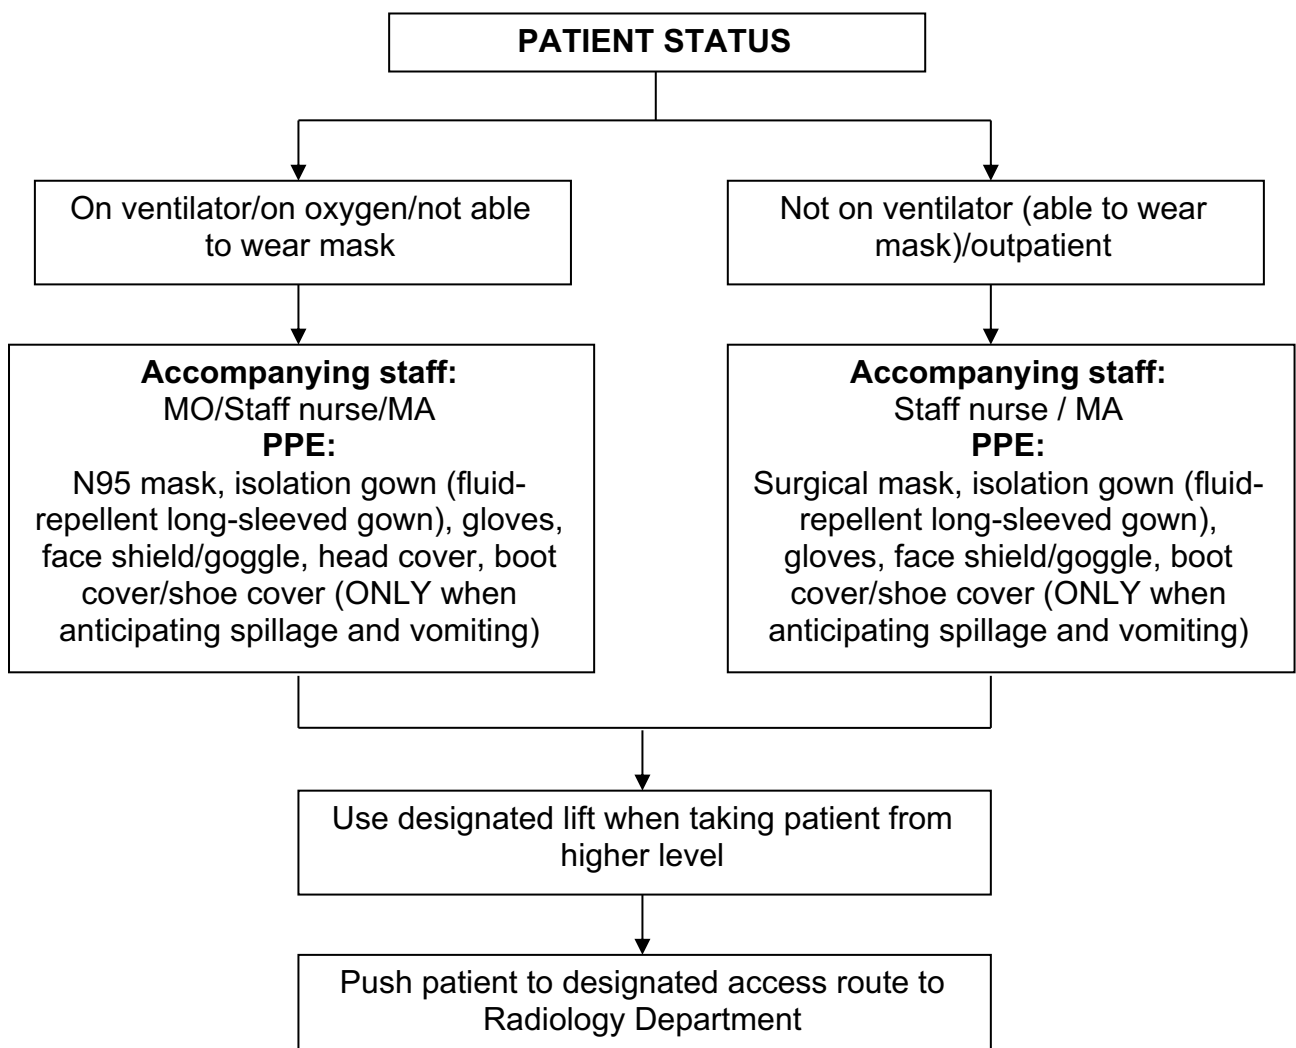 PATIENT STATUS
On ventilator/on oxygen/not able
to wear mask
Not on ventilator (able to wear
mask)/outpatient
Accompanying staff:
MO/Staff nurse/MA
PPE:
N95 mask, isolation gown (fluid-
repellent long-sleeved gown), gloves,
face shield/goggle, head cover, boot
cover/shoe cover (ONLY when
anticipating spillage and vomiting)
Accompanying staff:
Staff nurse / MA
PPE:
Surgical mask, isolation gown (fluid-
repellent long-sleeved gown),
gloves, face shield/goggle, boot
cover/shoe cover (ONLY when
anticipating spillage and vomiting)
Use designated lift when taking patient from
higher level
Push patient to designated access route to
Radiology Department